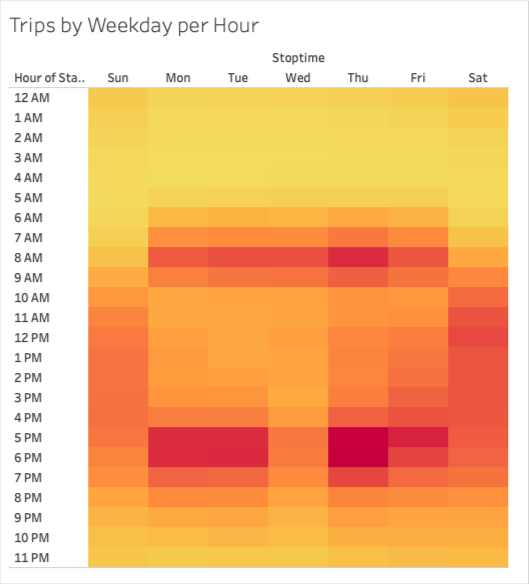 Trips by Weekday per Hour
Stoptime
Hour of Sta.. Sun Mon Tue Wed Thu Fri Sat
12 AM
1 AM
2 AM
3 AM
4 AM
5 AM
6 AM
7 AM
8 AM
9 AM
10 AM
11 AM
12 PM
1 PM
2 PM
3 PM
4 PM
5 PM
6 PM
7 PM
8 PM
9 PM
10 PM
11 PM